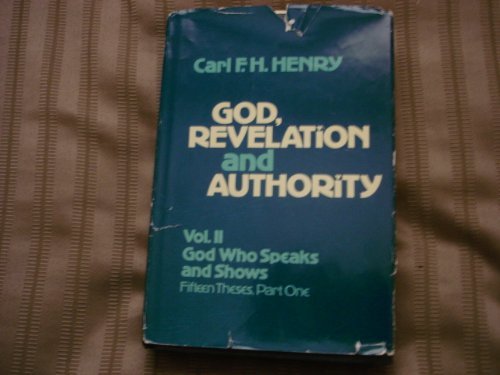 Carl F.H. HENRY
GOD,
REVELATION
and
AUTHORITY
Vol. II
God Who Speaks
and Shows
Fifteen Theses, Part One